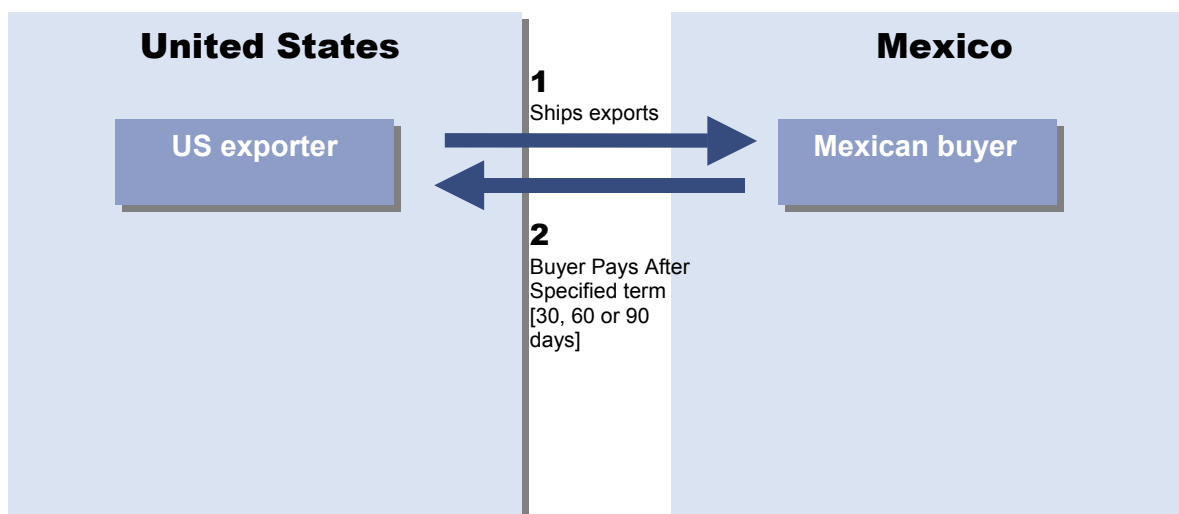 United States
Mexico
1
Ships exports
US exporter
Mexican buyer
2
Buyer Pays After
Specified term
[30, 60 or 90
days]